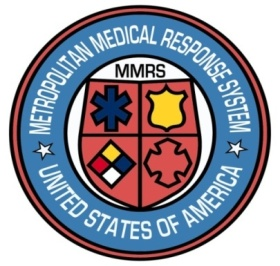 METROPOLITAN MEDICAL RESPONSE SYSTEM
MMRS
UNITED STATES OF AMERICA